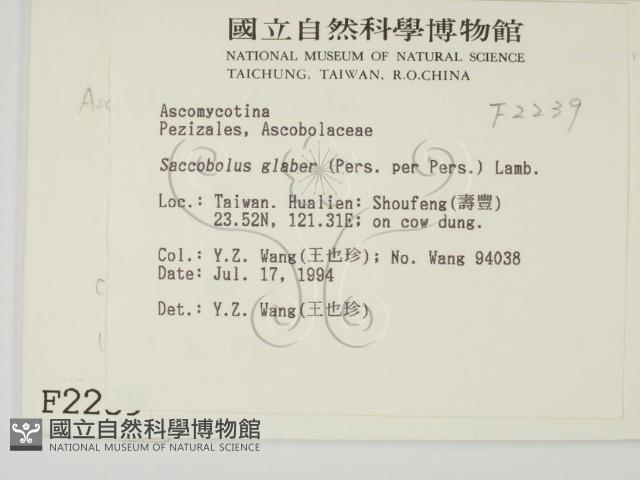 國立自然科學博物館
NATIONAL MUSEUM OF NATURAL SCIENCE
TAICHUNG, TAIWAN, R.O.CHINA
F2239
Ascomycotina
Pezizales, Ascobolaceae
Saccobolus glaber (Pers. per Pers.) Lamb.
Loc.: Taiwan. Hualien: Shoufeng(壽豐)
23.52N, 121.31E; on cow dung.
Col.: Y.Z. Wang(王也珍); No. Wang 94038
Date: Jul. 17, 1994
Det.: Y.Z. Wang(王也珍)
F2239
國立自然科學博物館
NATIONAL MUSEUM OF NATURAL SCIENCE